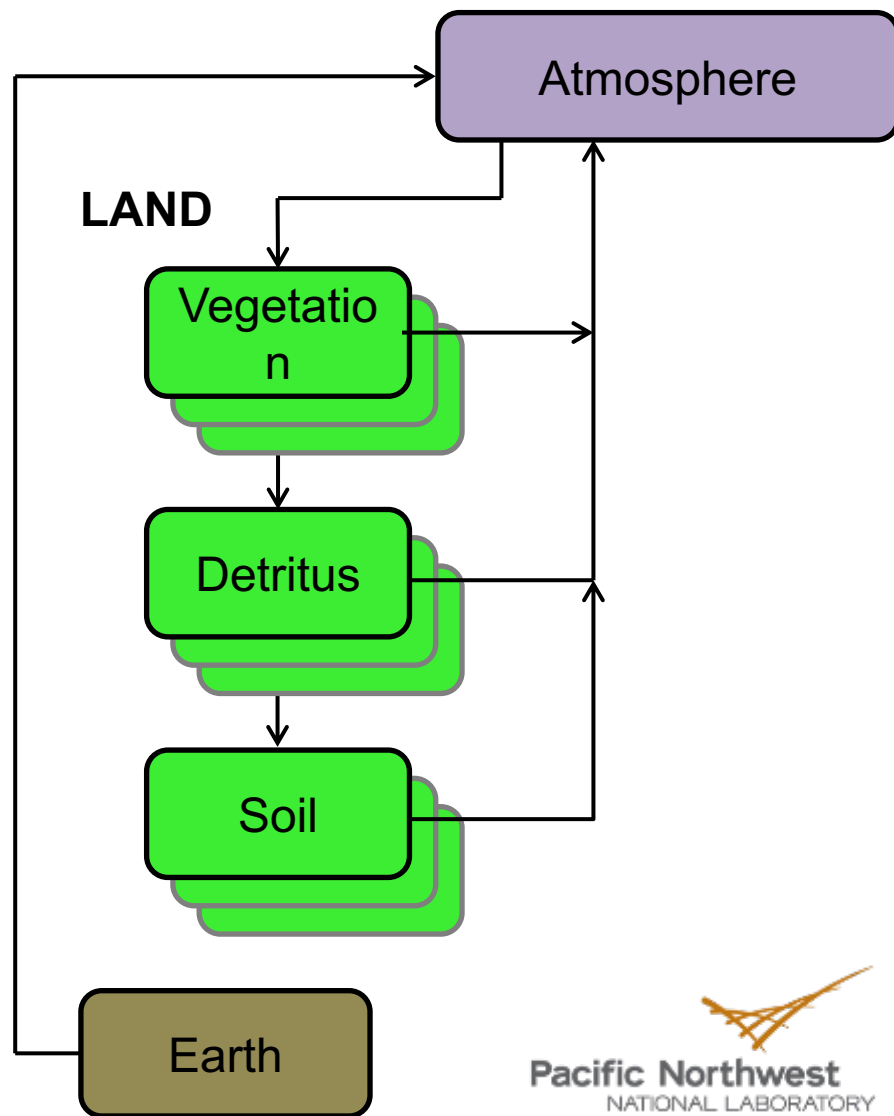 Atmosphere
LAND
Vegetatio
n
Detritus
Soil
Earth
Pacific Northwest
NATIONAL LABORATORY